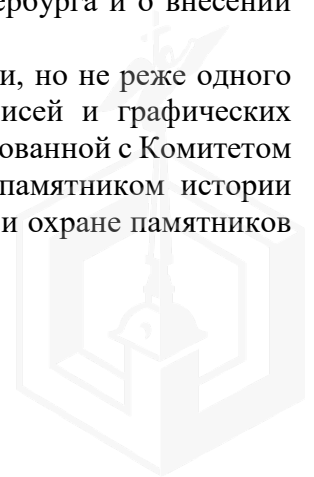 ербурга и о внесении
и, но не реже одного
исей и графических
ованной с Комитетом
памятником истории
и охране памятников